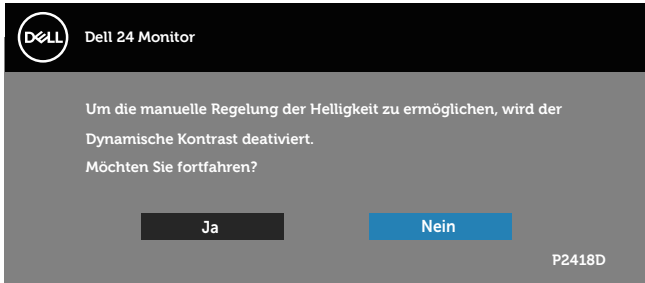 DELL
Dell 24 Monitor
Um die manuelle Regelung der Helligkeit zu ermöglichen, wird der
Dynamische Kontrast deativiert.
Möchten Sie fortfahren?
Ja
Nein
P2418D